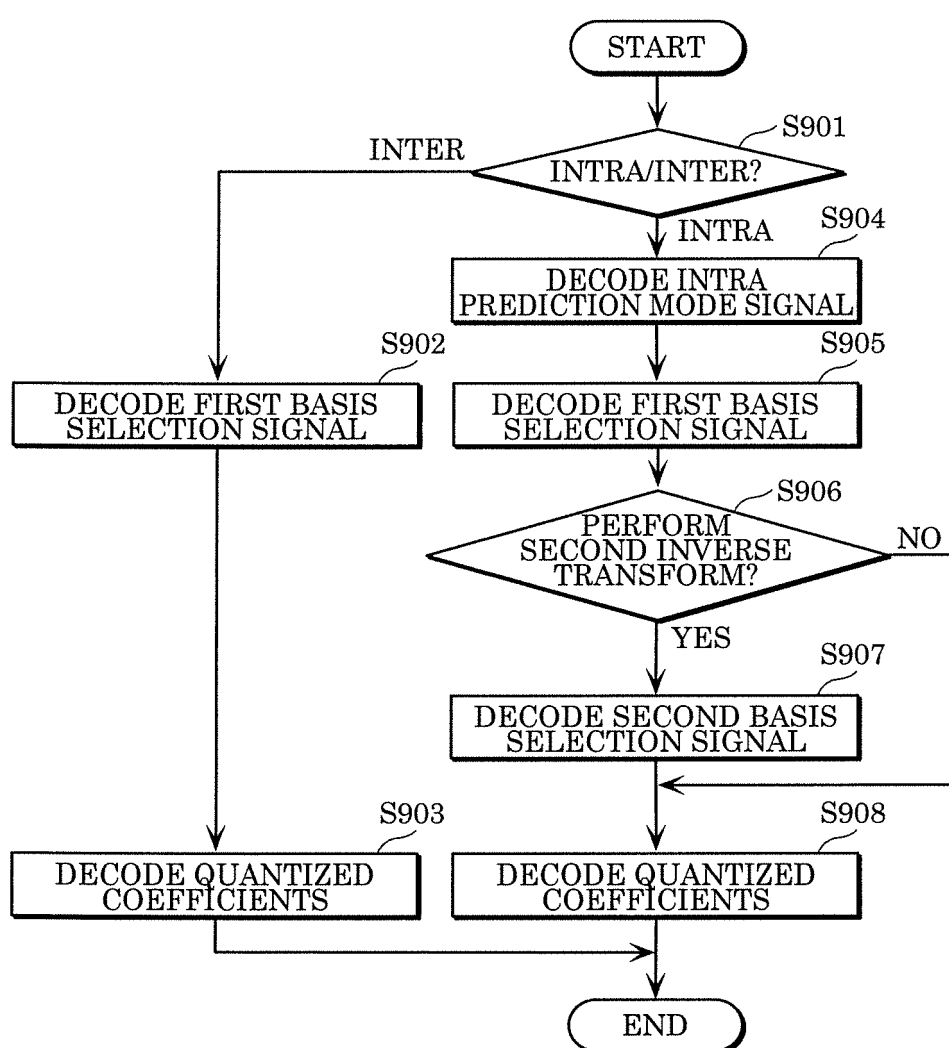 START
S901
INTER
INTRA/INTER?
INTRA
S904
DECODE INTRA
PREDICTION MODE SIGNAL
S902
S905
DECODE FIRST BASIS
SELECTION SIGNAL
DECODE FIRST BASIS
SELECTION SIGNAL
S906
PERFORM
SECOND INVERSE
TRANSFORM?
NO
YES
S907
DECODE SECOND BASIS
SELECTION SIGNAL
S903
S908
DECODE QUANTIZED
COEFFICIENTS
DECODE QUANTIZED
COEFFICIENTS
END